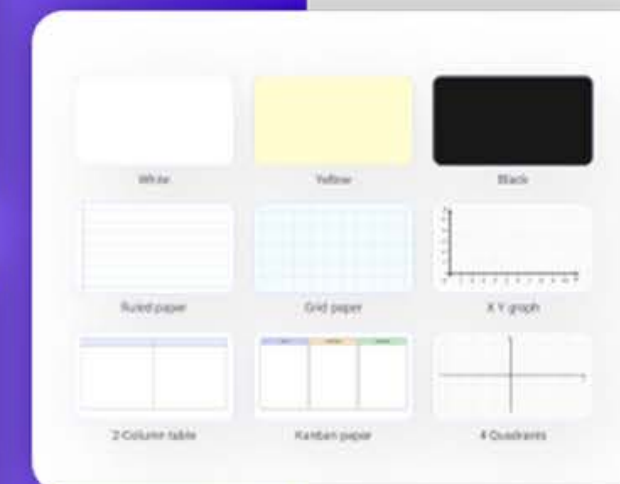 White
Yellow
Black
Ruled paper
Grid paper
X Y graph
2-Column table
Kanban paper
4 Quadrants